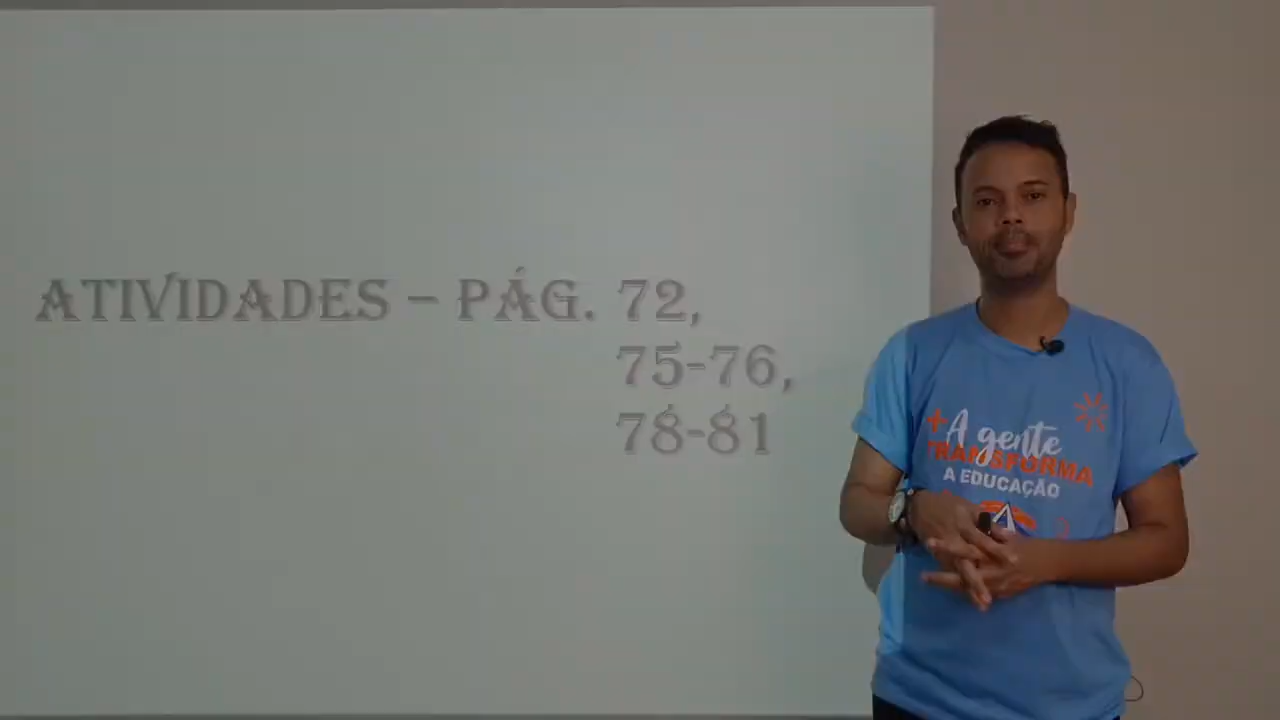 ATIVIDADES – PÁG. 72,
75-76,
78-81
A gente
TRANSFORMA
A EDUCAÇÃO